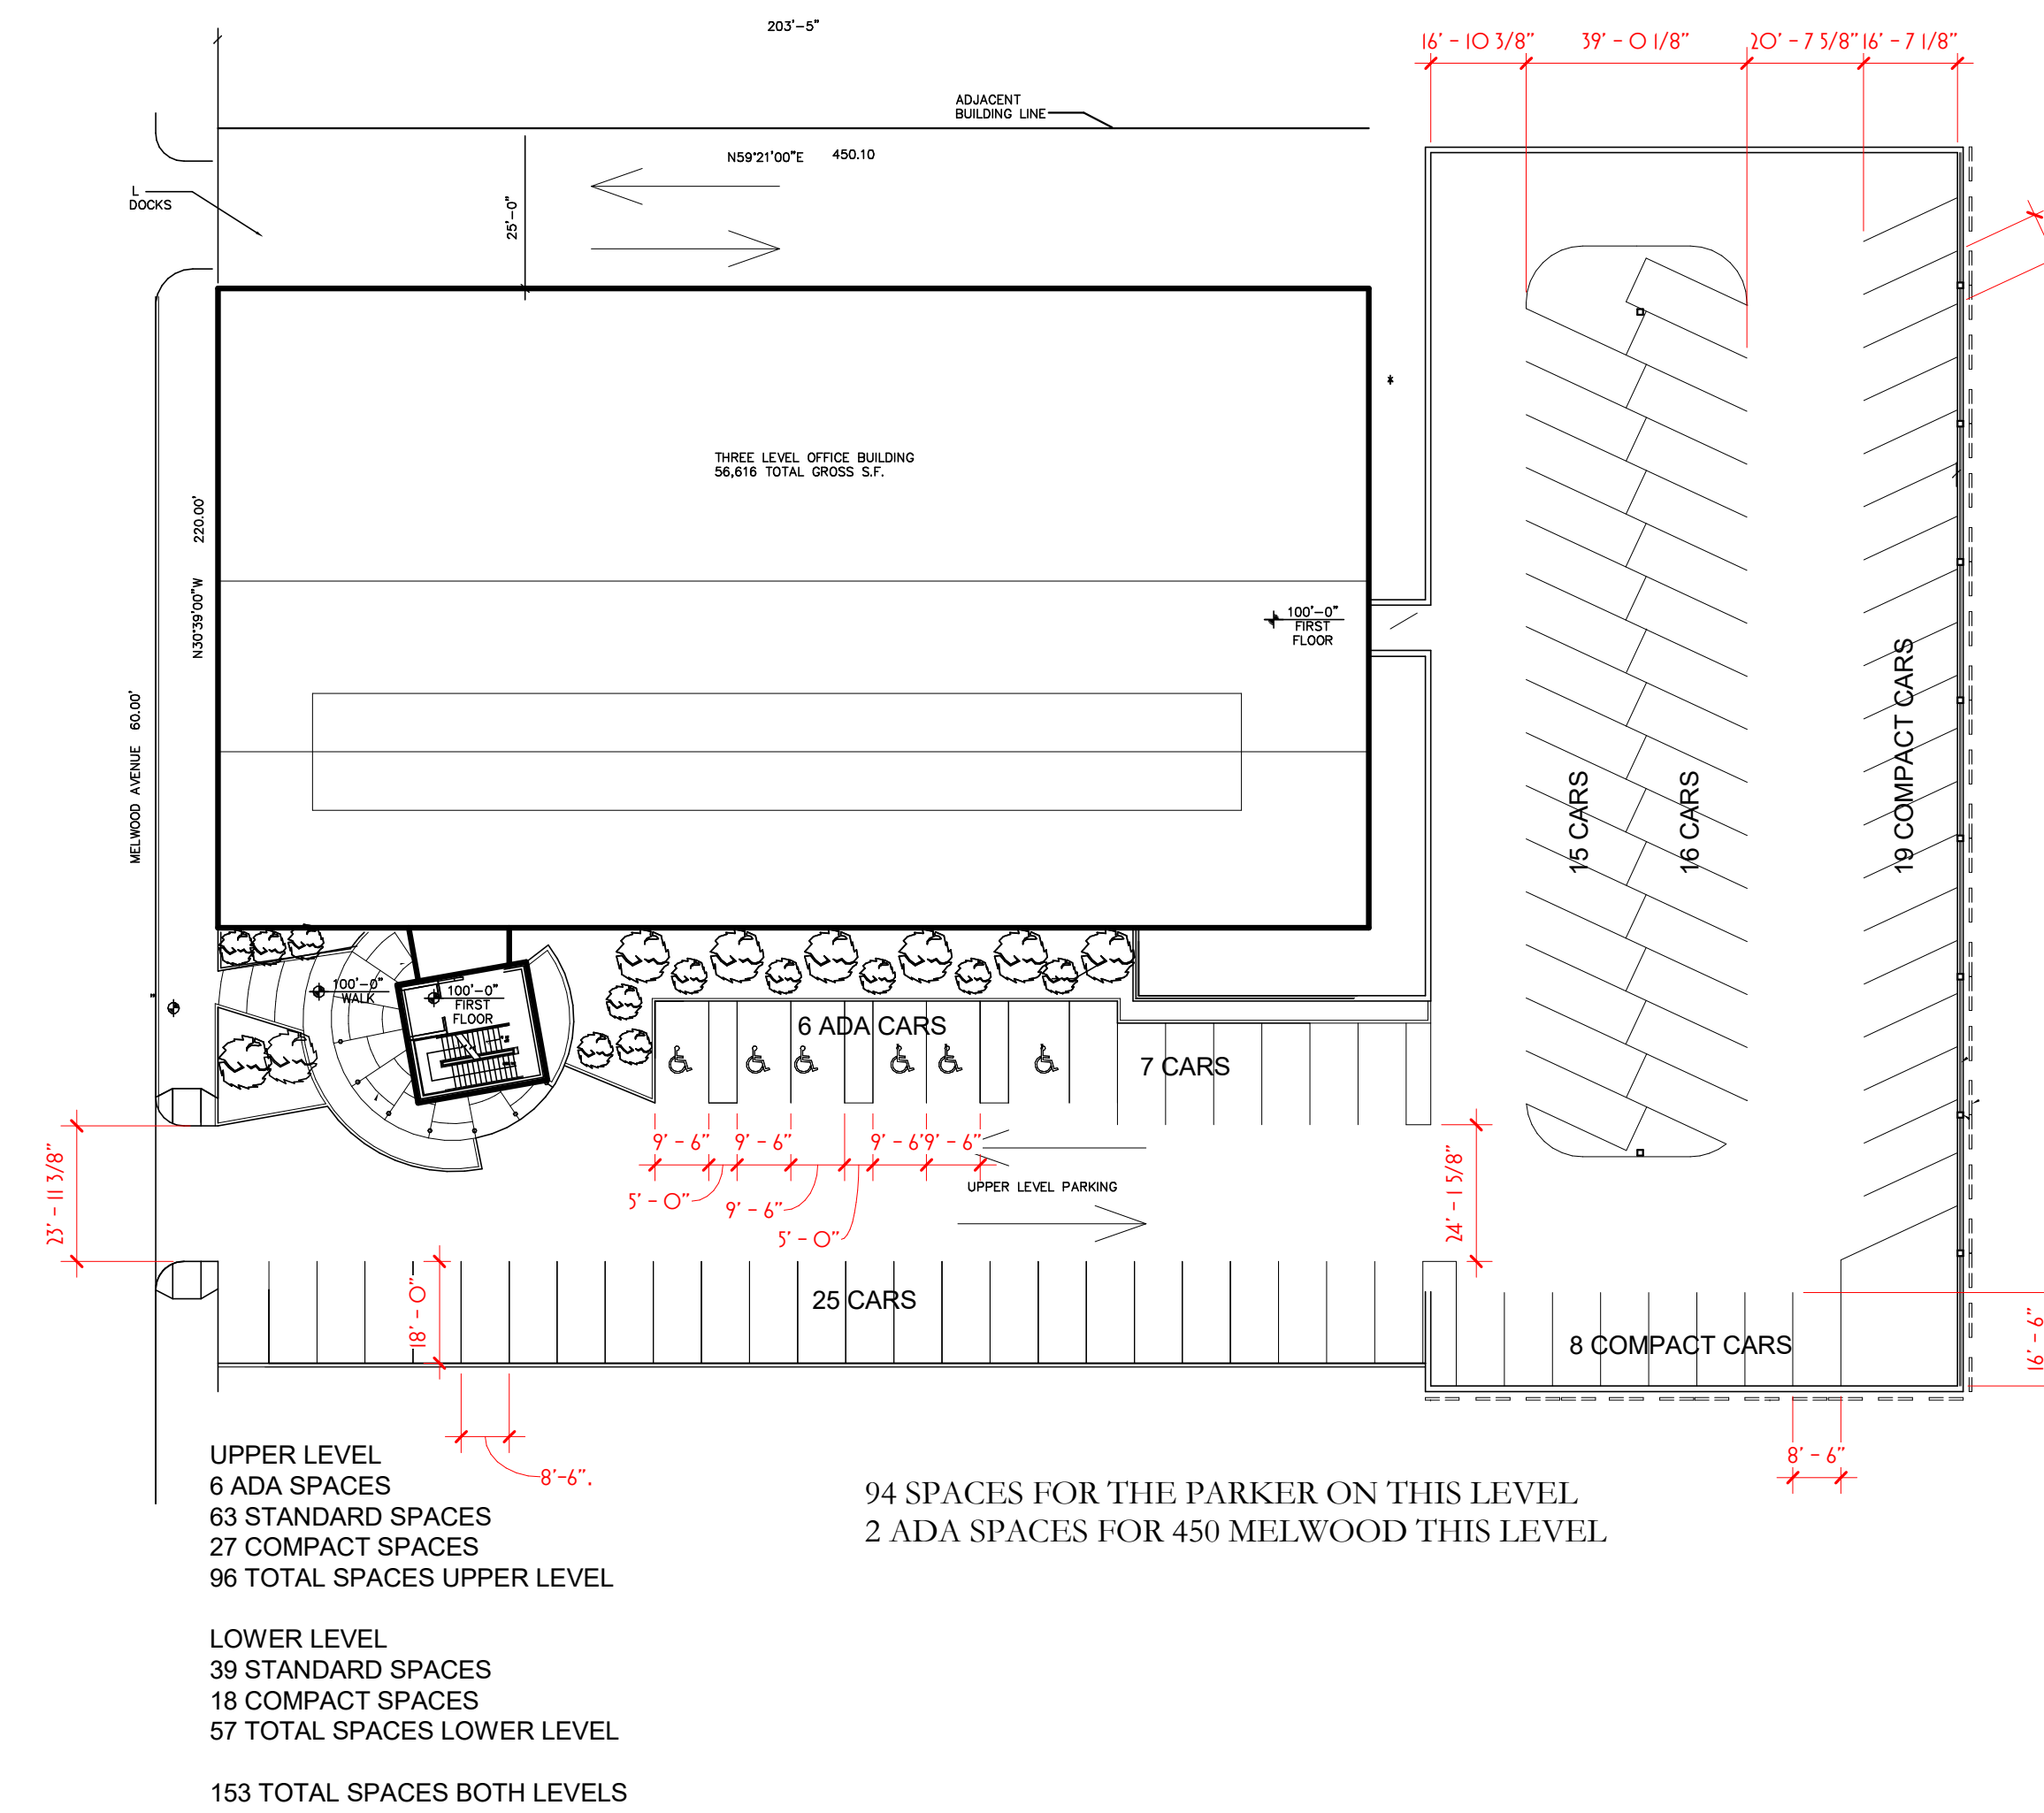 203'-5"
16' - 10 3/8" 39' - 0 1/8" 20' - 7 5/8" 16' - 7 1/8"
ADJACENT
BUILDING LINE
N59°21'00"E 450.10
25'-0"
L
DOCKS
THREE LEVEL OFFICE BUILDING
56,616 TOTAL GROSS S.F.
N30°39'00"W 220.00'
MELWOOD AVENUE 60.00'
100'-0"
FIRST
FLOOR
15 CARS
16 CARS
19 COMPACT CARS
100'-0"
WALK
100'-0"
FIRST
FLOOR
6 ADA CARS
7 CARS
23' - 11 3/8"
9' - 6" 9' - 6" 9' - 6" 9' - 6"
5' - 0"
9' - 6"
5' - 0"
UPPER LEVEL PARKING
24' - 1 5/8"
18' - 0"
25 CARS
8 COMPACT CARS
16' - 6"
8'-6".
8' - 6"
UPPER LEVEL
6 ADA SPACES
63 STANDARD SPACES
27 COMPACT SPACES
96 TOTAL SPACES UPPER LEVEL
94 SPACES FOR THE PARKER ON THIS LEVEL
2 ADA SPACES FOR 450 MELWOOD THIS LEVEL
LOWER LEVEL
39 STANDARD SPACES
18 COMPACT SPACES
57 TOTAL SPACES LOWER LEVEL
153 TOTAL SPACES BOTH LEVELS